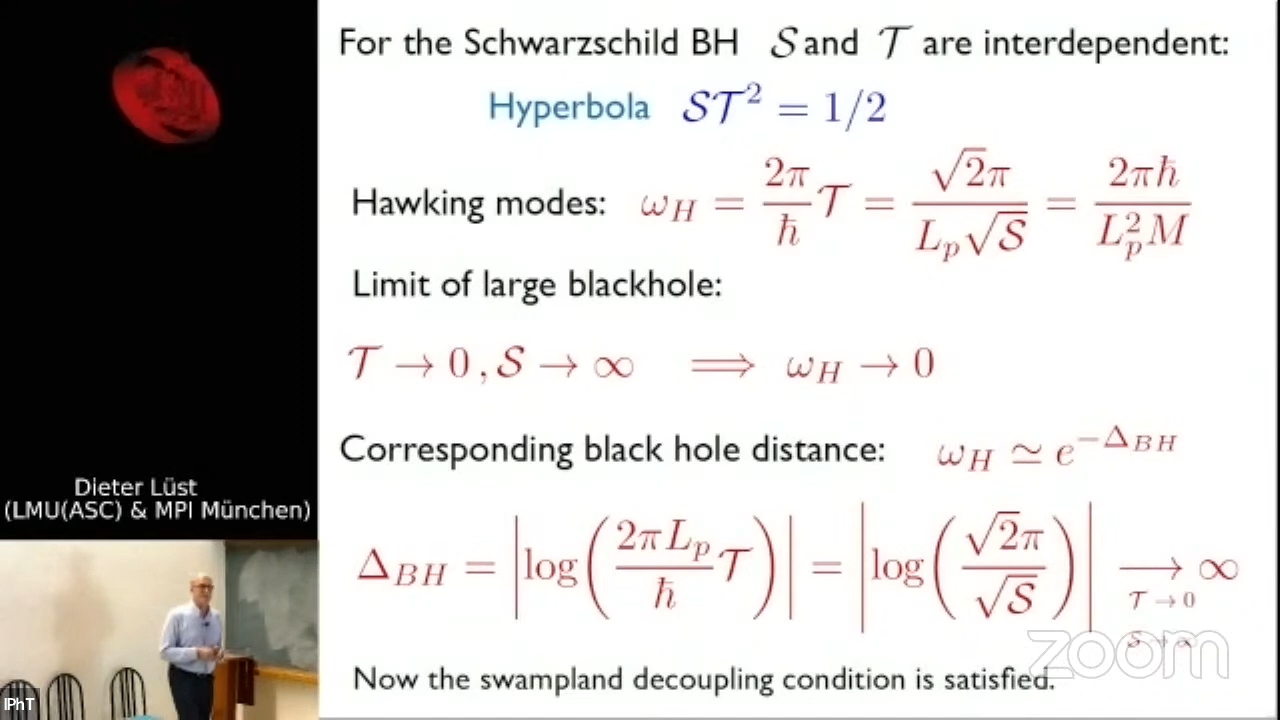 For the Schwarzschild BH 𝒮 and 𝒯 are interdependent:
Hyperbola 𝒮𝒯² = 1/2
Hawking modes: ω_H = 2π/ħ 𝒯 = √2π/(L_p√𝒮) = 2πħ/(L_p² M)
Limit of large blackhole:
𝒯 → 0 , 𝒮 → ∞ ⟹ ω_H → 0
Corresponding black hole distance: ω_H ≃ e^{−Δ_BH}
Δ_BH = |log(2πL_p/ħ 𝒯)| = |log(√2π/√𝒮)| ⟶ ∞
𝒯 → 0
𝒮 → ∞
Now the swampland decoupling condition is satisfied.
Dieter Lüst
(LMU(ASC) & MPI München)
IPhT
zoom